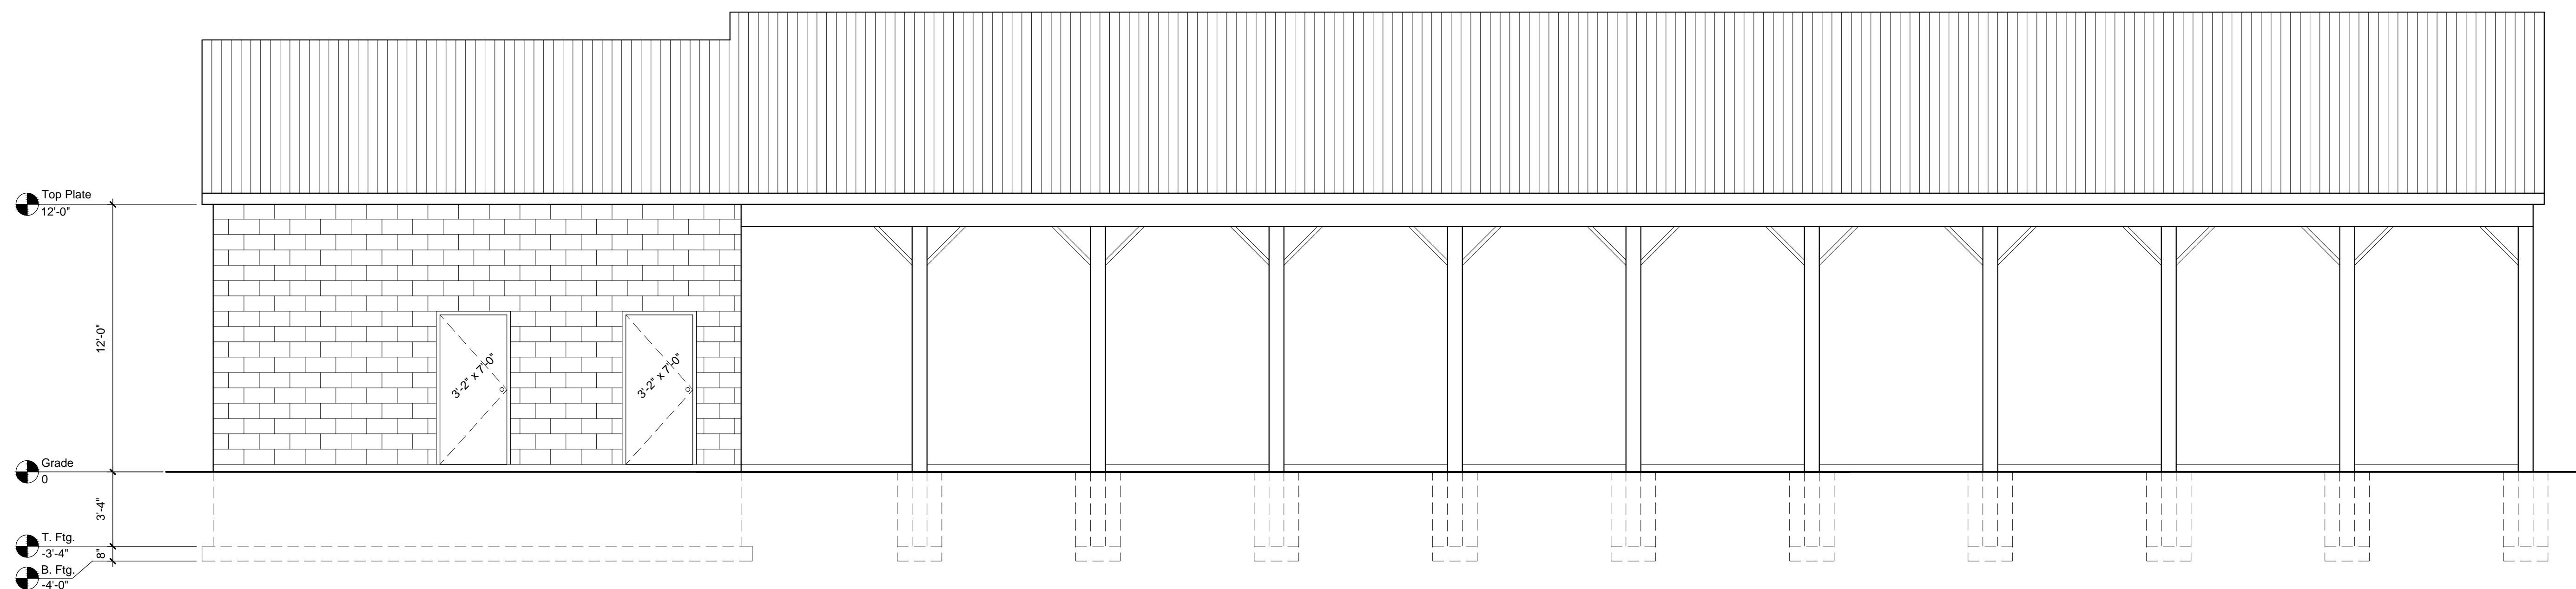 Top Plate
12'-0"
12'-0"
3'-2" x 7'-0"
3'-2" x 7'-0"
Grade
0
3'-4"
T. Ftg.
-3'-4"
8"
B. Ftg.
-4'-0"